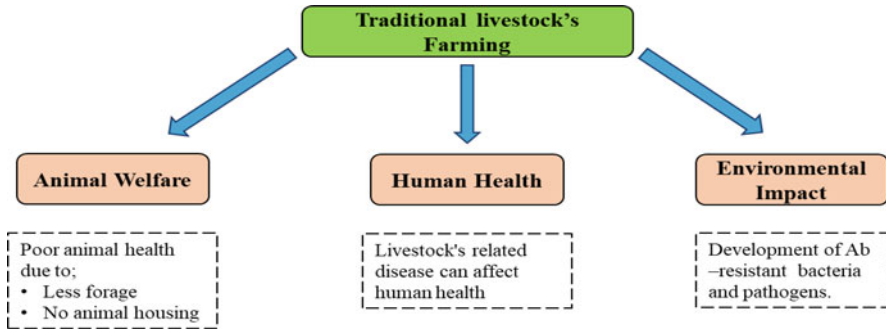 Traditional livestock's
Farming
Animal Welfare
Human Health
Environmental
Impact
Poor animal health
due to;
• Less forage
• No animal housing
Livestock's related
disease can affect
human health
Development of Ab
–resistant bacteria
and pathogens.